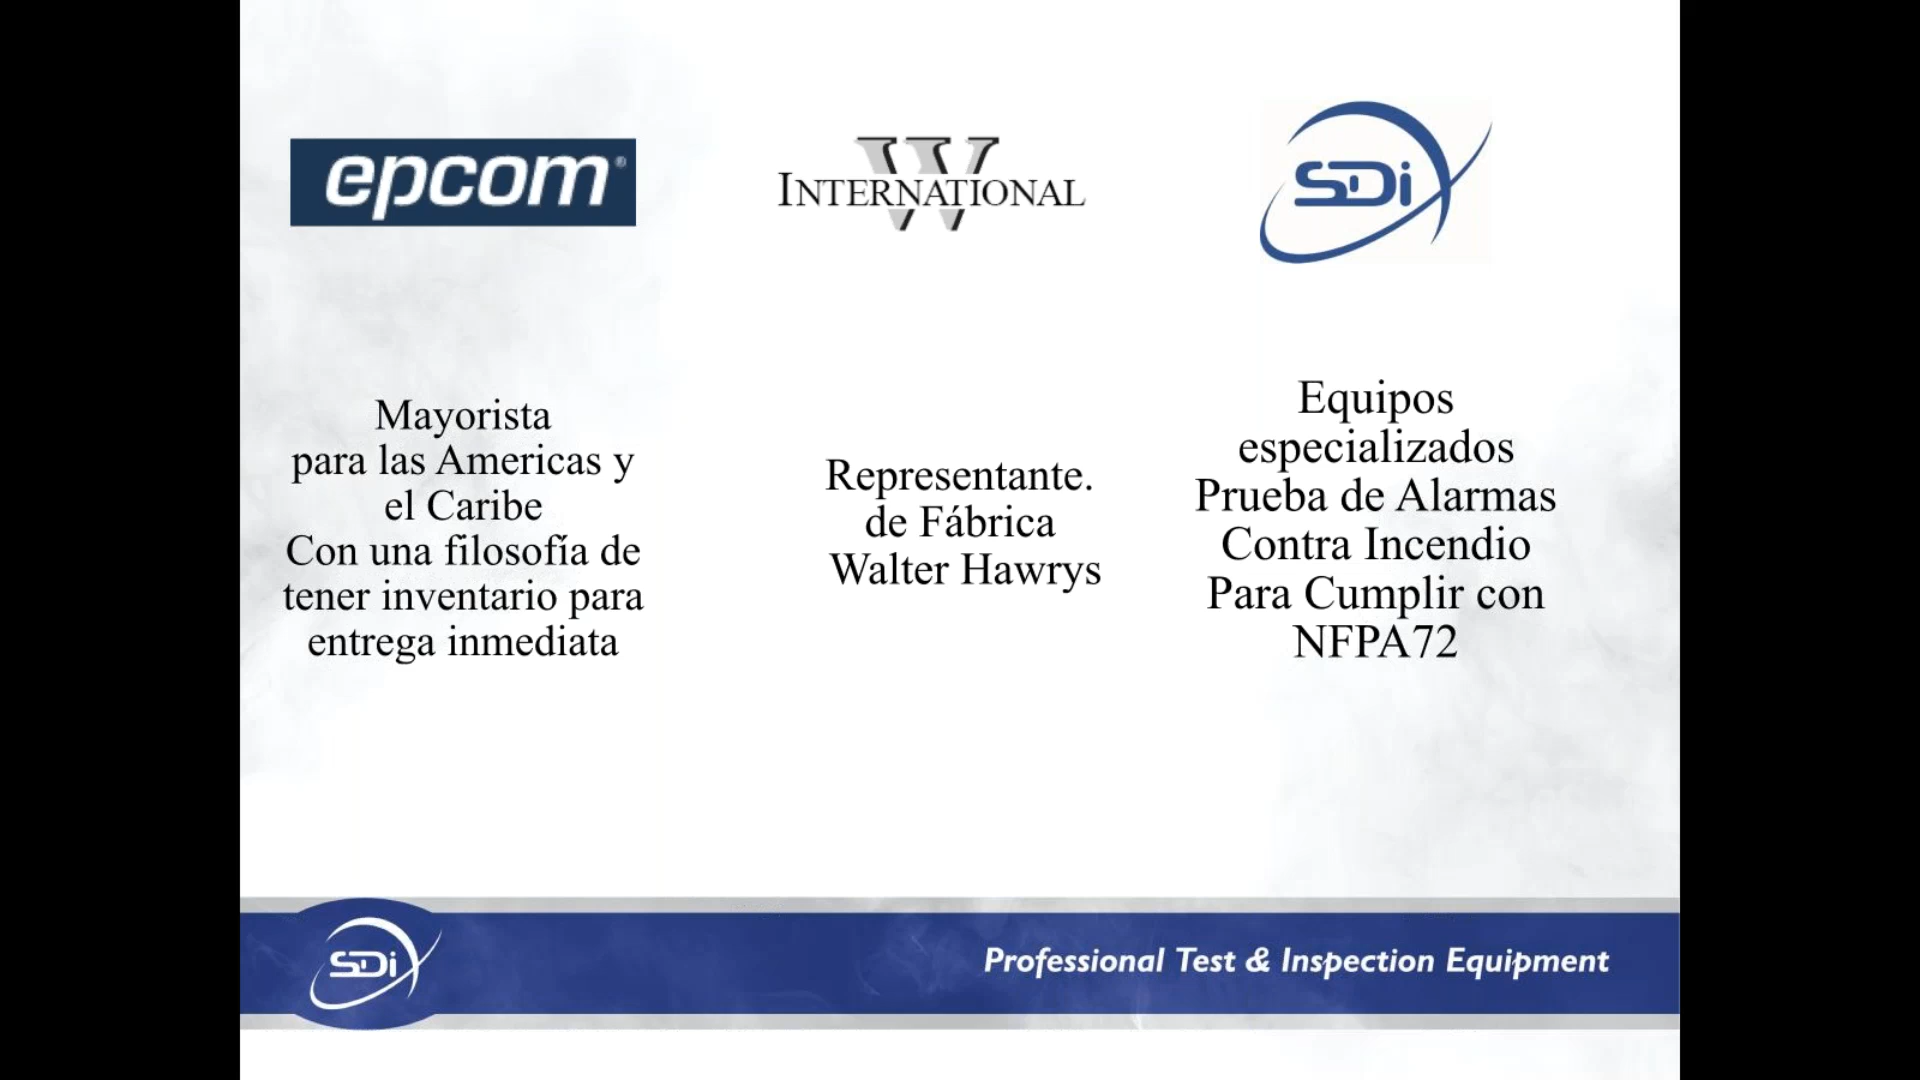 epcom®
W
INTERNATIONAL
SDi
Mayorista
para las Americas y
el Caribe
Con una filosofía de
tener inventario para
entrega inmediata
Representante.
de Fábrica
Walter Hawrys
Equipos
especializados
Prueba de Alarmas
Contra Incendio
Para Cumplir con
NFPA72
SDi
Professional Test & Inspection Equipment